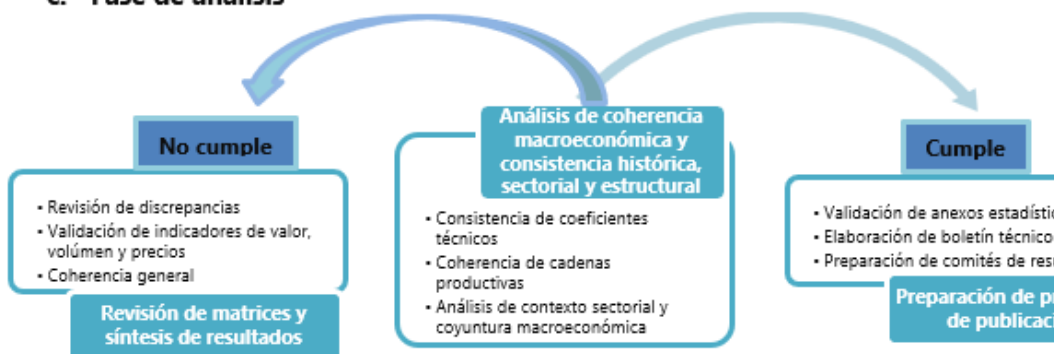 c. Fase de análisis
No cumple
▪ Revisión de discrepancias
▪ Validación de indicadores de valor,
volúmen y precios
▪ Coherencia general
Revisión de matrices y
síntesis de resultados
Análisis de coherencia
macroeconómica y
consistencia histórica,
sectorial y estructural
▪ Consistencia de coeficientes
técnicos
▪ Coherencia de cadenas
productivas
▪ Análisis de contexto sectorial y
coyuntura macroeconómica
Cumple
▪ Validación de anexos
▪ Elaboración de boletín técnico
▪ Preparación de comités de
Preparación de
de